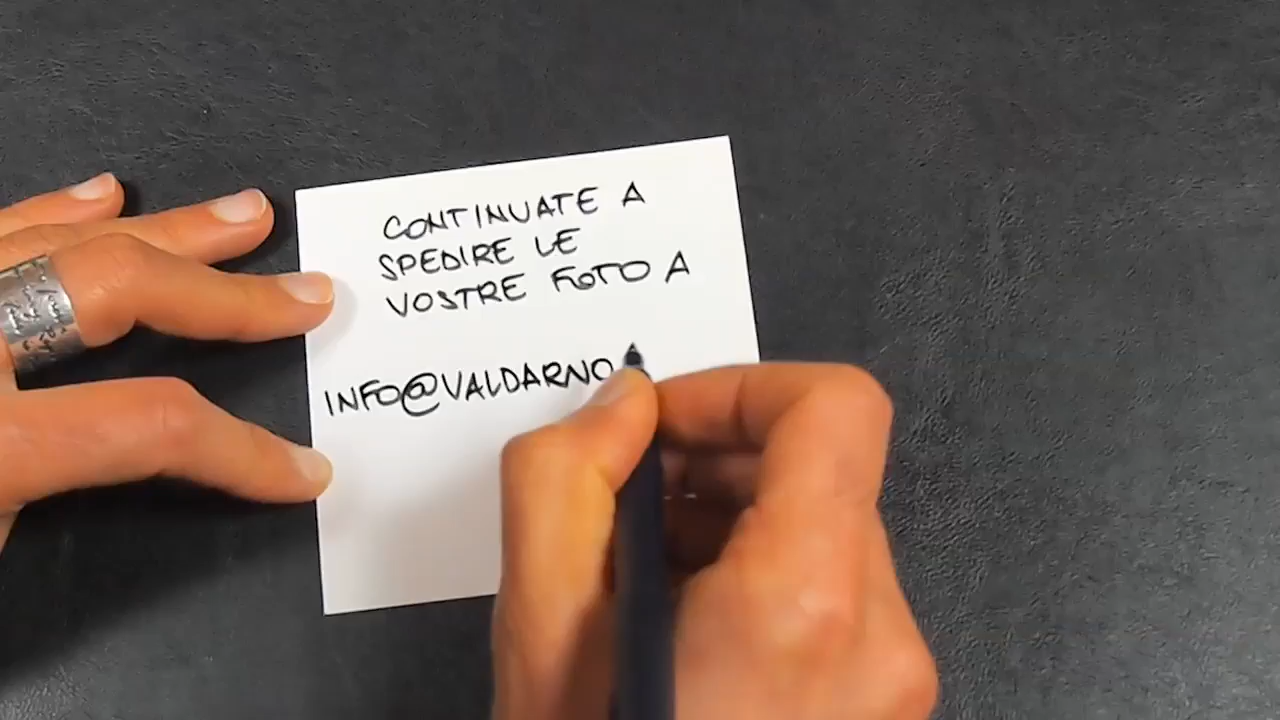 CONTINUATE A
SPEDIRE LE
VOSTRE FOTO A
INFO@VALDARNO